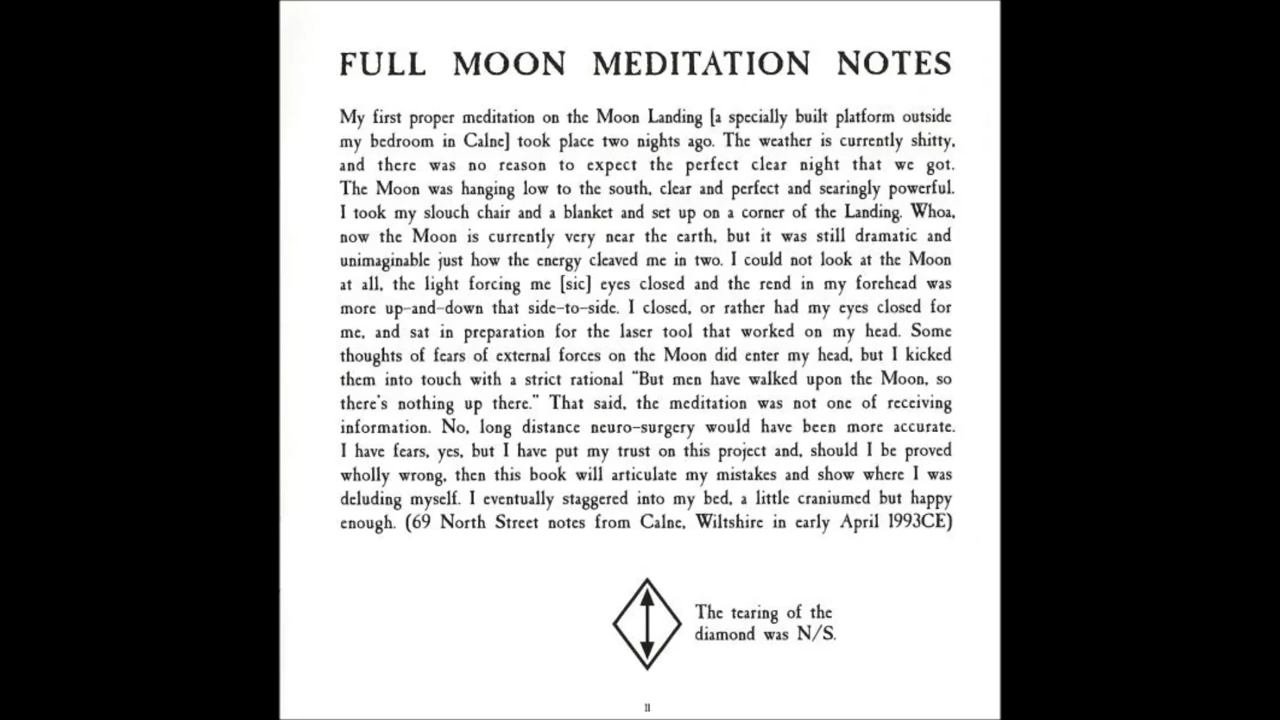 FULL MOON MEDITATION NOTES
My first proper meditation on the Moon Landing [a specially built platform outside
my bedroom in Calne] took place two nights ago. The weather is currently shitty,
and there was no reason to expect the perfect clear night that we got.
The Moon was hanging low to the south, clear and perfect and searingly powerful.
I took my slouch chair and a blanket and set up on a corner of the Landing. Whoa,
now the Moon is currently very near the earth, but it was still dramatic and
unimaginable just how the energy cleaved me in two. I could not look at the Moon
at all, the light forcing me [sic] eyes closed and the rend in my forehead was
more up-and-down that side-to-side. I closed, or rather had my eyes closed for
me, and sat in preparation for the laser tool that worked on my head. Some
thoughts of fears of external forces on the Moon did enter my head, but I kicked
them into touch with a strict rational "But men have walked upon the Moon, so
there's nothing up there." That said, the meditation was not one of receiving
information. No, long distance neuro-surgery would have been more accurate.
I have fears, yes, but I have put my trust on this project and, should I be proved
wholly wrong, then this book will articulate my mistakes and show where I was
deluding myself. I eventually staggered into my bed, a little craniumed but happy
enough. (69 North Street notes from Calne, Wiltshire in early April 1993CE)
The tearing of the
diamond was N/S.
11